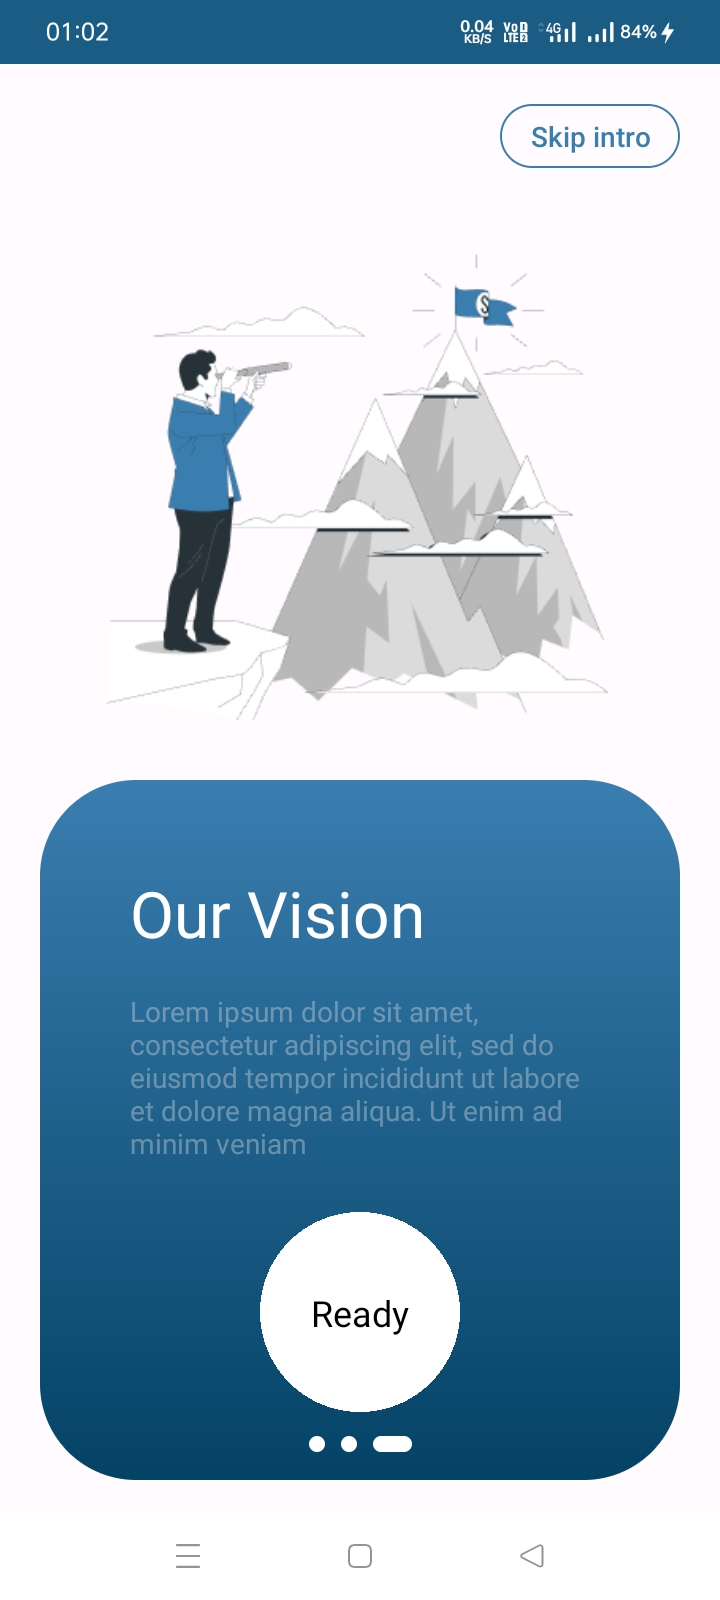 01:02
0.04 KB/S VoD LTE2 4G 84%
Skip intro
$
Our Vision
Lorem ipsum dolor sit amet,
consectetur adipiscing elit, sed do
eiusmod tempor incididunt ut labore
et dolore magna aliqua. Ut enim ad
minim veniam
Ready